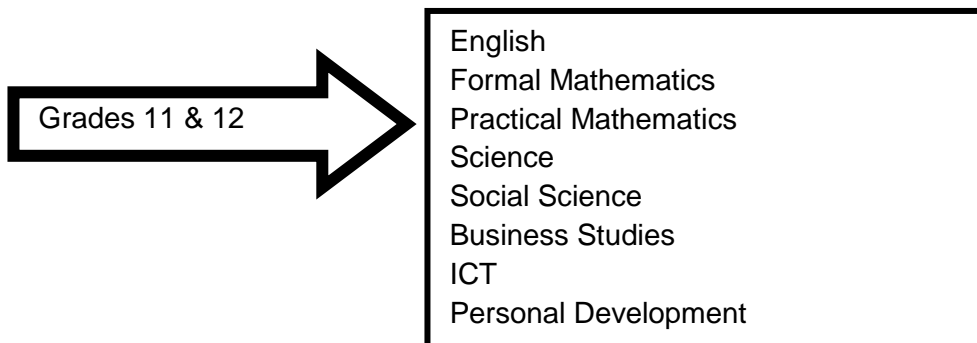 Grades 11 & 12
English
Formal Mathematics
Practical Mathematics
Science
Social Science
Business Studies
ICT
Personal Development